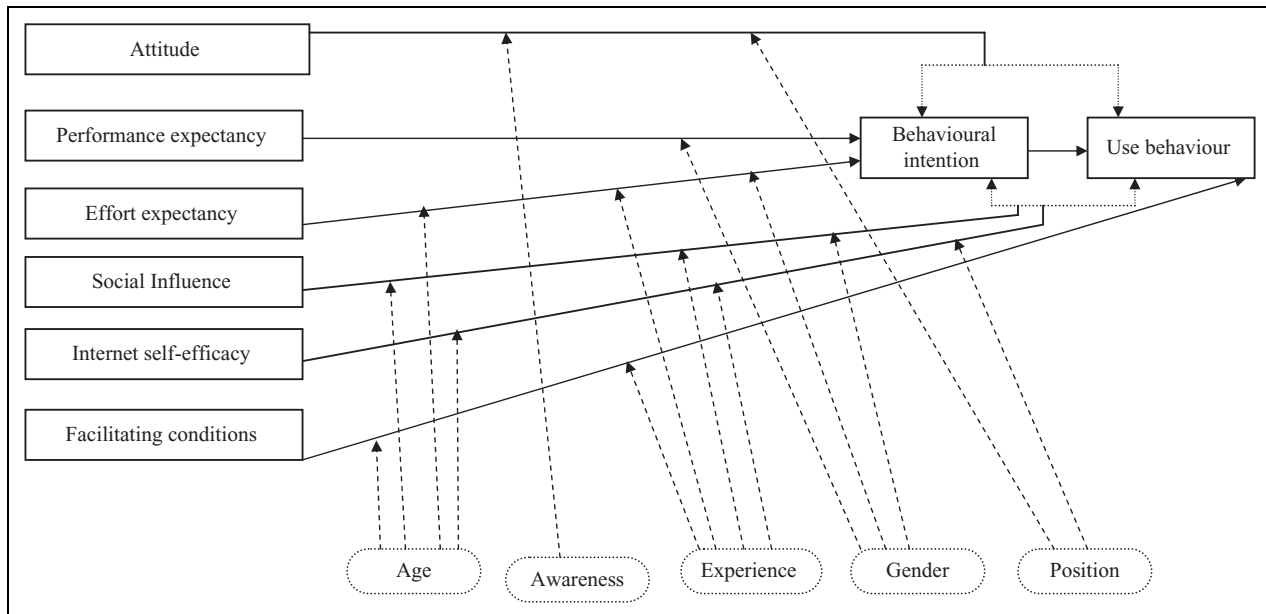 Attitude
Performance expectancy
Behavioural
intention
Use behaviour
Effort expectancy
Social Influence
Internet self-efficacy
Facilitating conditions
Age
Awareness
Experience
Gender
Position